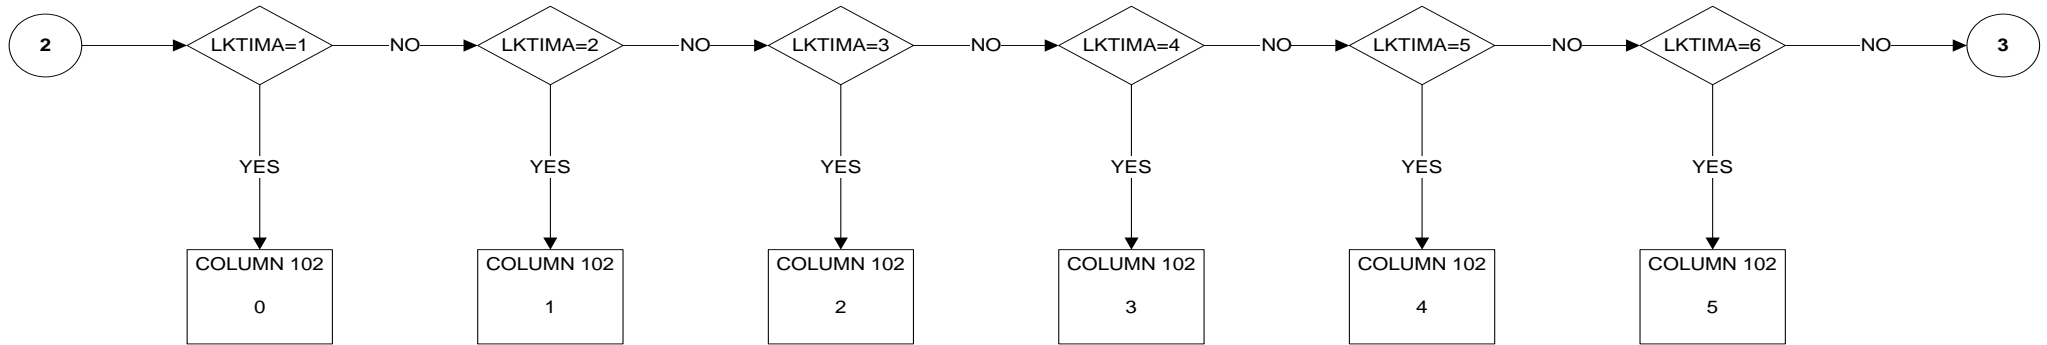 2
LKTIMA=1
NO
LKTIMA=2
NO
LKTIMA=3
NO
LKTIMA=4
NO
LKTIMA=5
NO
LKTIMA=6
NO
3
YES
YES
YES
YES
YES
YES
COLUMN 102
0
COLUMN 102
1
COLUMN 102
2
COLUMN 102
3
COLUMN 102
4
COLUMN 102
5